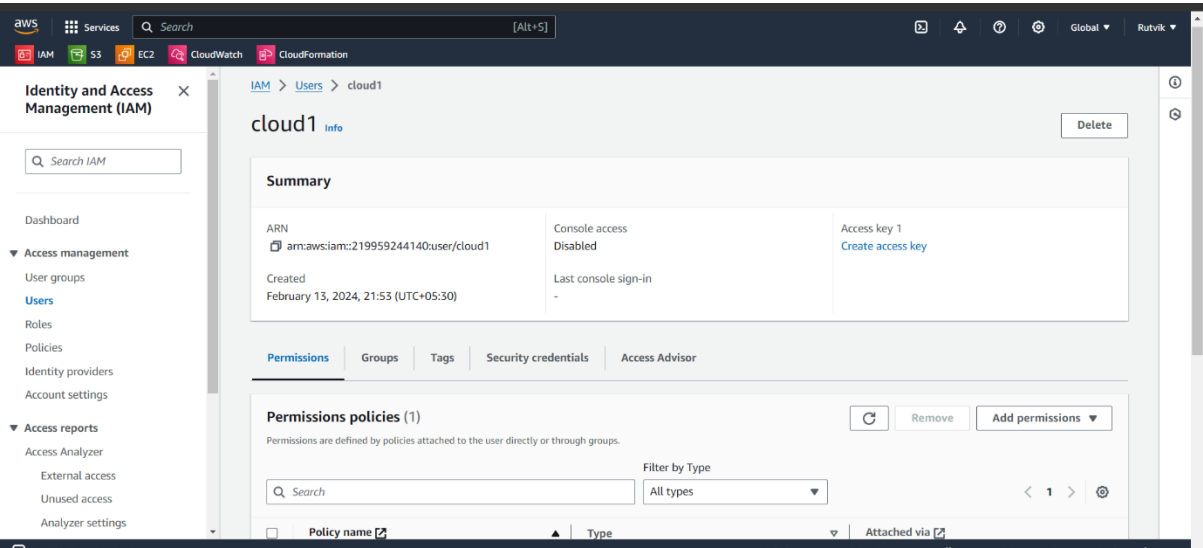 aws Services Search [Alt+S] Global ▼ Rutvik ▼
IAM S3 EC2 CloudWatch CloudFormation
Identity and Access
Management (IAM)
Search IAM
Dashboard
Access management
User groups
Users
Roles
Policies
Identity providers
Account settings
Access reports
Access Analyzer
External access
Unused access
Analyzer settings
IAM > Users > cloud1
cloud1 Info
Delete
Summary
ARN
arn:aws:iam::219959244140:user/cloud1
Created
February 13, 2024, 21:53 (UTC+05:30)
Console access
Disabled
Last console sign-in
-
Access key 1
Create access key
Permissions Groups Tags Security credentials Access Advisor
Permissions policies (1)
Remove Add permissions ▼
Permissions are defined by policies attached to the user directly or through groups.
Filter by Type
Search All types ▼ < 1 >
Policy name ▲ Type Attached via